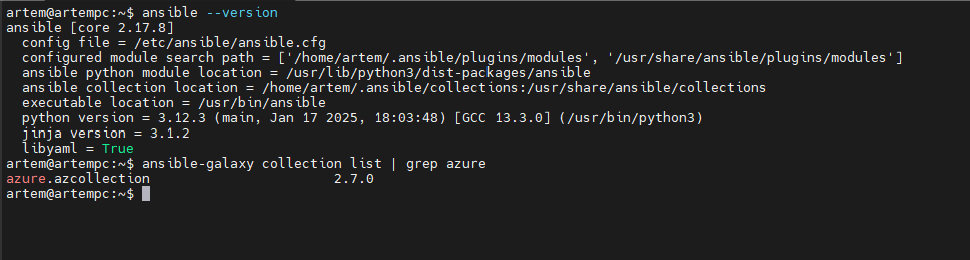 artem@artempc:~$ ansible --version
ansible [core 2.17.8]
  config file = /etc/ansible/ansible.cfg
  configured module search path = ['/home/artem/.ansible/plugins/modules', '/usr/share/ansible/plugins/modules']
  ansible python module location = /usr/lib/python3/dist-packages/ansible
  ansible collection location = /home/artem/.ansible/collections:/usr/share/ansible/collections
  executable location = /usr/bin/ansible
  python version = 3.12.3 (main, Jan 17 2025, 18:03:48) [GCC 13.3.0] (/usr/bin/python3)
  jinja version = 3.1.2
  libyaml = True
artem@artempc:~$ ansible-galaxy collection list | grep azure
azure.azcollection                       2.7.0
artem@artempc:~$